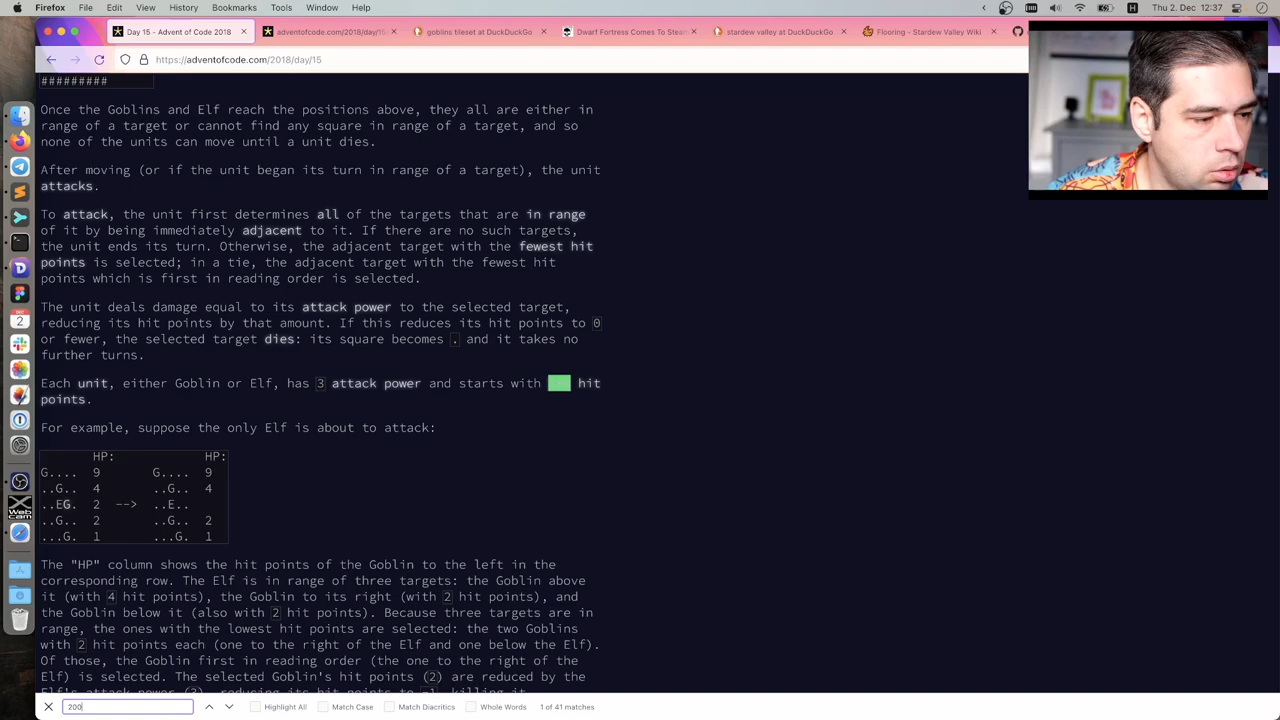 Firefox File Edit View History Bookmarks Tools Window Help Thu 2 Dec 12:37
Day 15 - Advent of Code 2018 adventofcode.com/2018/day/15 goblins tileset at DuckDuckGo Dwarf Fortress Comes To Steam stardew valley at DuckDuckGo Flooring - Stardew Valley Wiki
https://adventofcode.com/2018/day/15
#########
Once the Goblins and Elf reach the positions above, they all are either in
range of a target or cannot find any square in range of a target, and so
none of the units can move until a unit dies.
After moving (or if the unit began its turn in range of a target), the unit
attacks.
To attack, the unit first determines all of the targets that are in range
of it by being immediately adjacent to it. If there are no such targets,
the unit ends its turn. Otherwise, the adjacent target with the fewest hit
points is selected; in a tie, the adjacent target with the fewest hit
points which is first in reading order is selected.
The unit deals damage equal to its attack power to the selected target,
reducing its hit points by that amount. If this reduces its hit points to 0
or fewer, the selected target dies: its square becomes . and it takes no
further turns.
Each unit, either Goblin or Elf, has 3 attack power and starts with hit
points.
For example, suppose the only Elf is about to attack:
HP: HP:
G.... 9 G.... 9
..G.. 4 ..G.. 4
..EG. 2 --> ..E..
..G.. 2 ..G.. 2
...G. 1 ...G. 1
The "HP" column shows the hit points of the Goblin to the left in the
corresponding row. The Elf is in range of three targets: the Goblin above
it (with 4 hit points), the Goblin to its right (with 2 hit points), and
the Goblin below it (also with 2 hit points). Because three targets are in
range, the ones with the lowest hit points are selected: the two Goblins
with 2 hit points each (one to the right of the Elf and one below the Elf).
Of those, the Goblin first in reading order (the one to the right of the
Elf) is selected. The selected Goblin's hit points (2) are reduced by the
Elf's attack power (3), reducing its hit points to -1, killing it.
200 Highlight All Match Case Match Diacritics Whole Words 1 of 41 matches